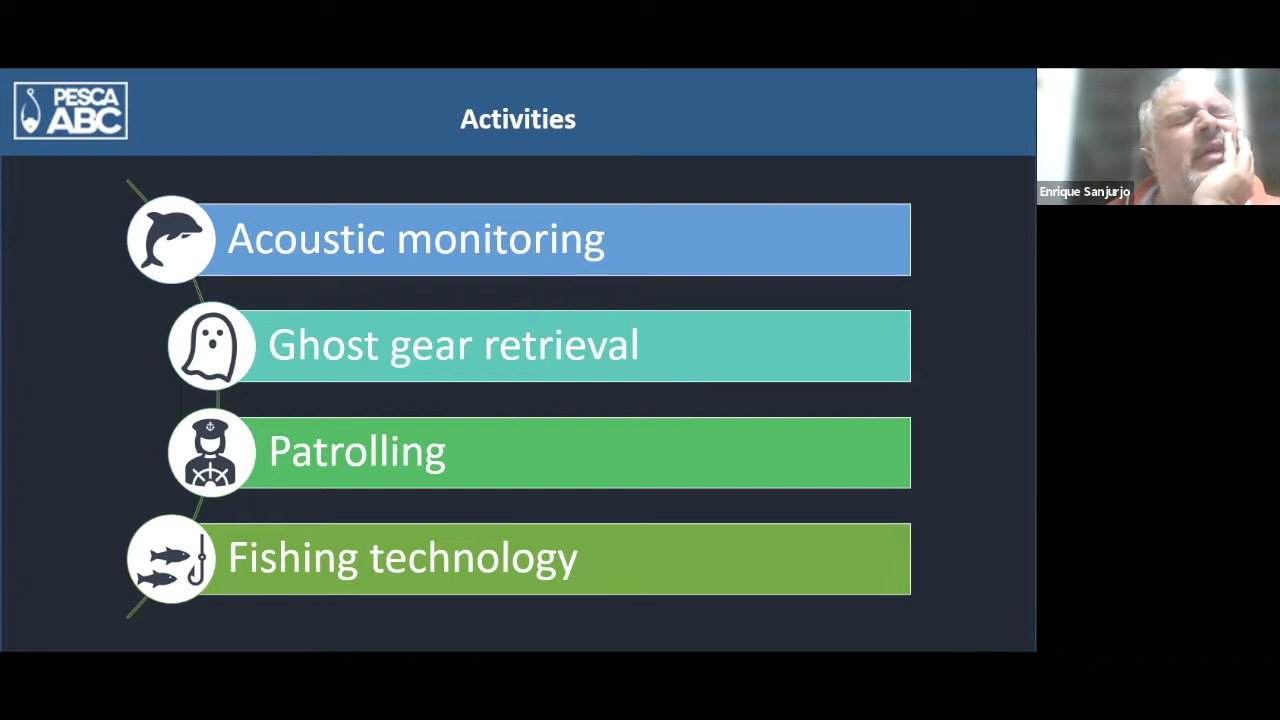 PESCA
ABC
Activities
Enrique Sanjurjo
Acoustic monitoring
Ghost gear retrieval
Patrolling
Fishing technology